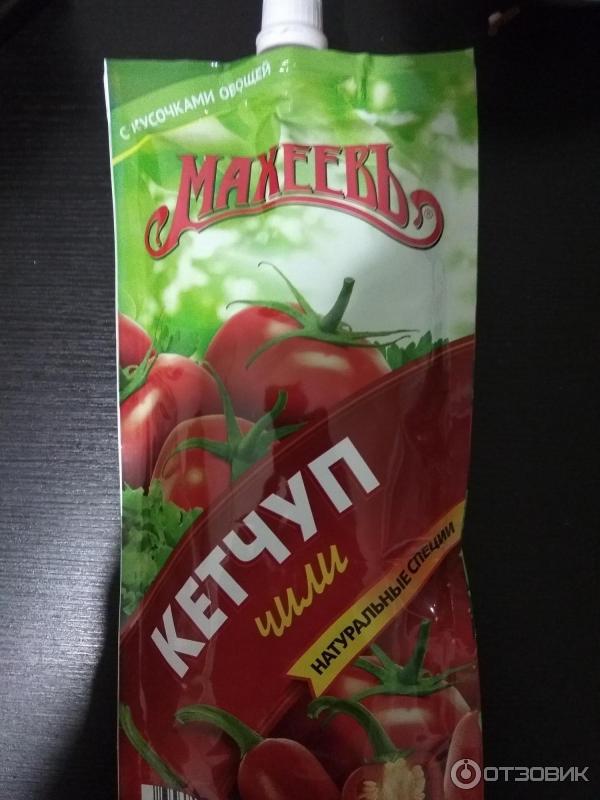 С КУСОЧКАМИ ОВОЩЕЙ
МАХЕЕВЪ
®
КЕТЧУП
чили
НАТУРАЛЬНЫЕ СПЕЦИИ
ОТЗОВИК